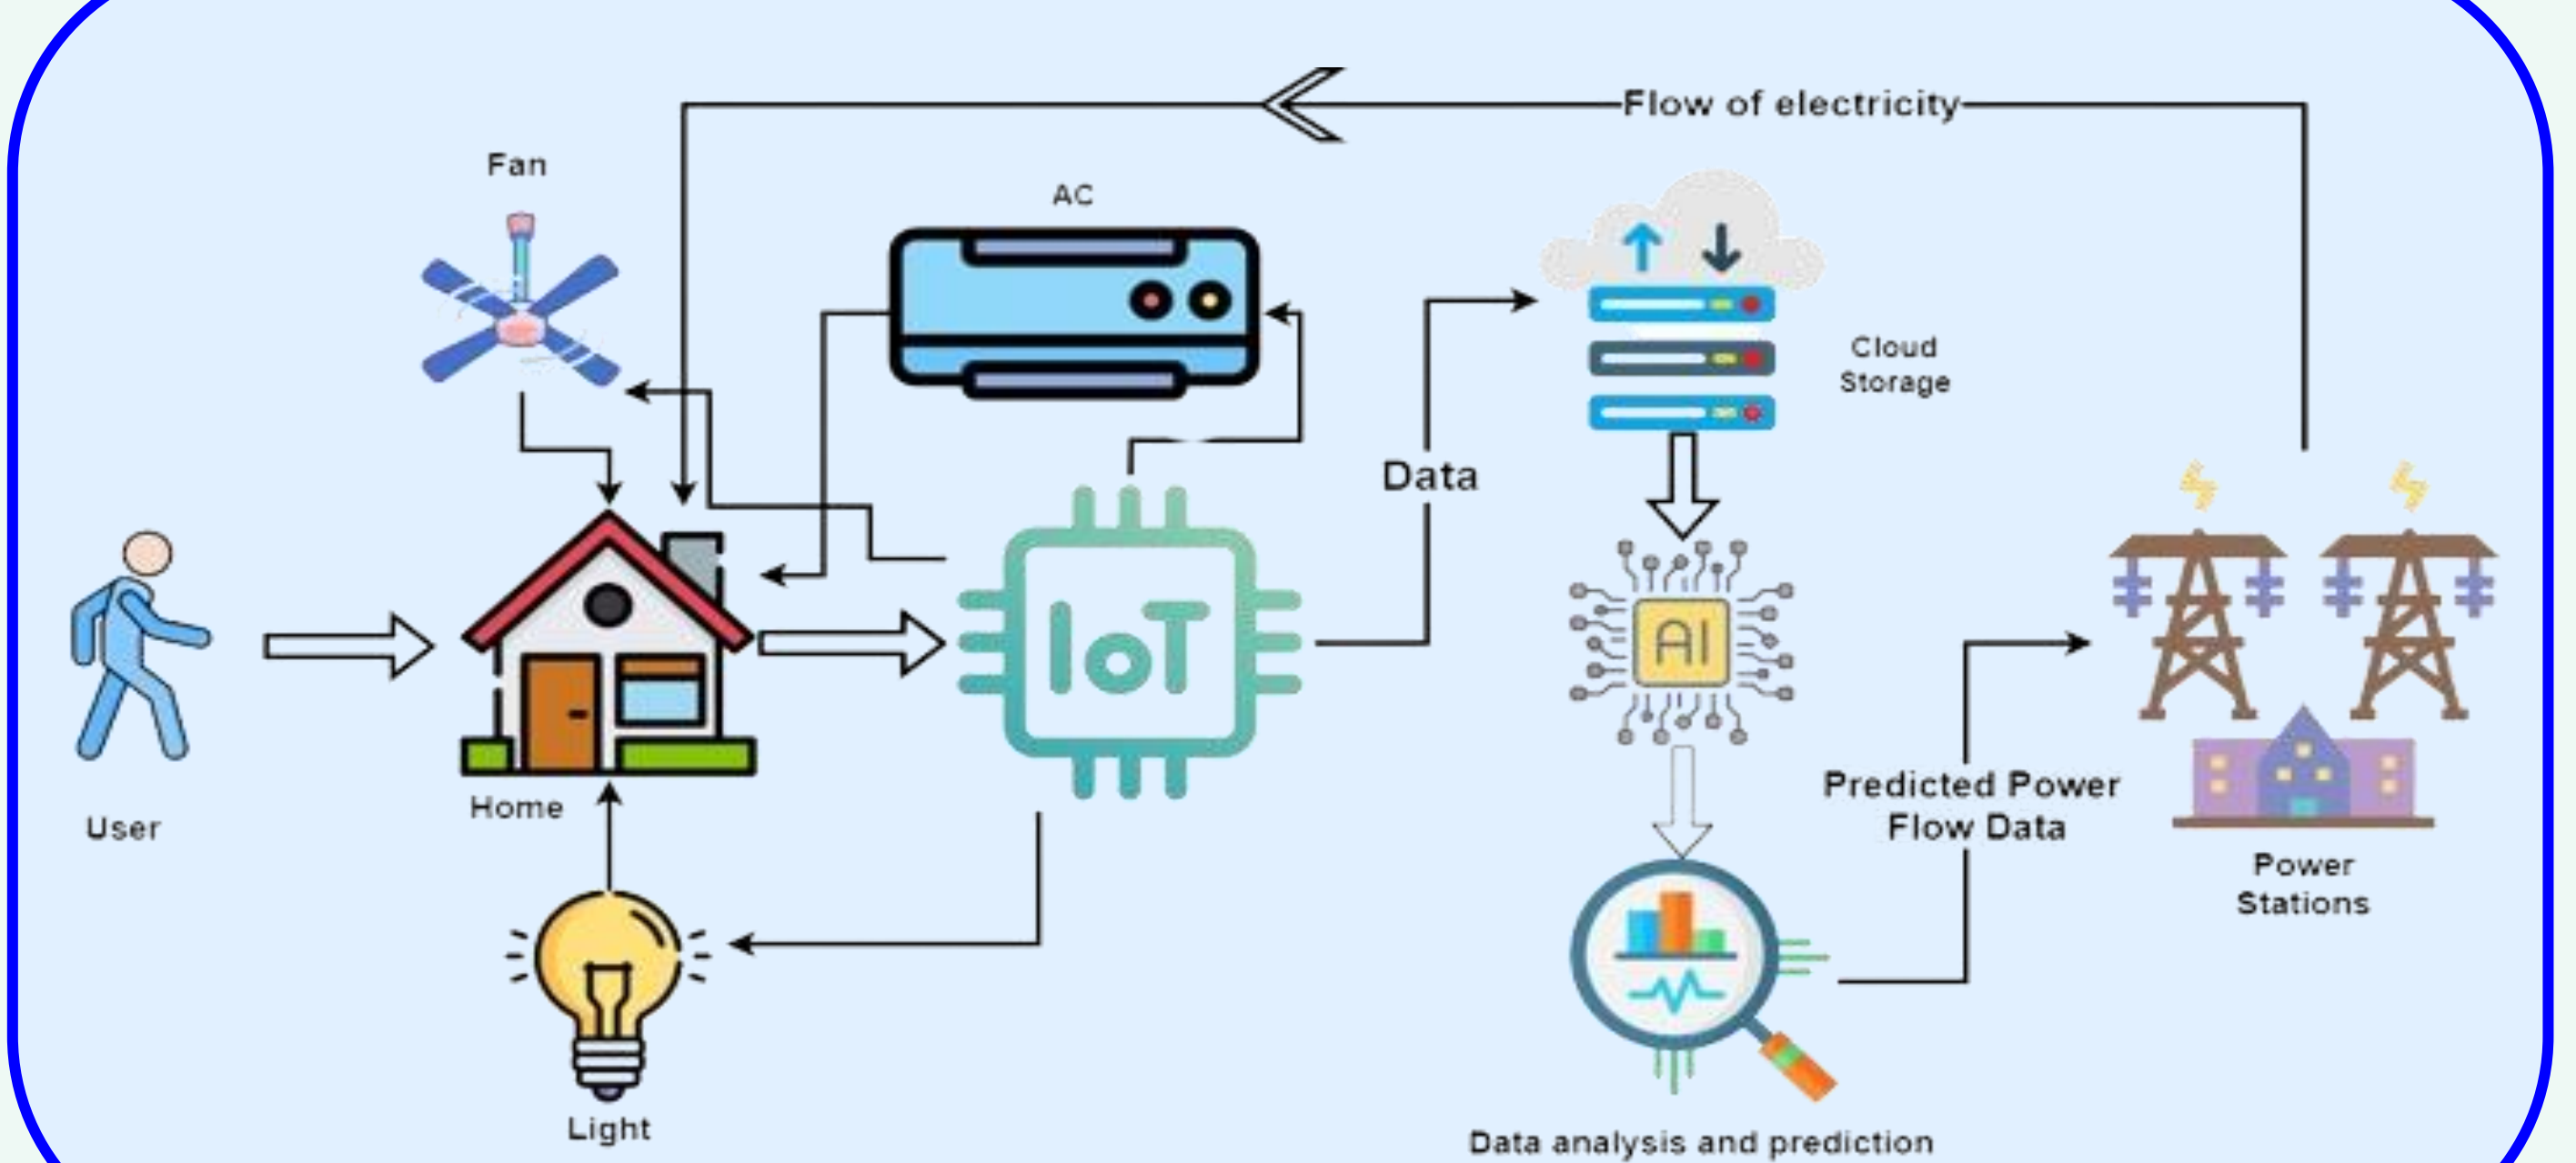 Flow of electricity
Fan
AC
Cloud
Storage
Data
IoT
AI
Home
User
Predicted Power
Flow Data
Power
Stations
Light
Data analysis and prediction